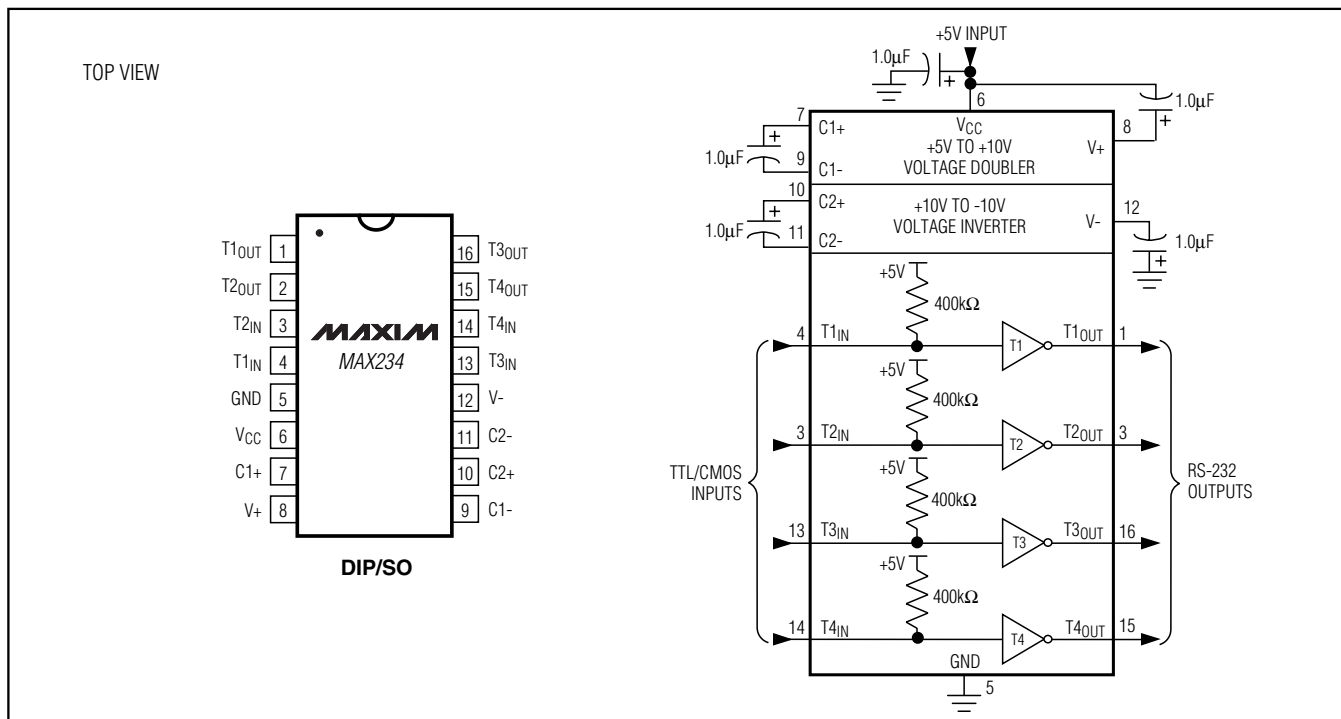 TOP VIEW
T1OUT 1
T2OUT 2
T2IN 3
T1IN 4
GND 5
VCC 6
C1+ 7
V+ 8
MAXIM
MAX234
16 T3OUT
15 T4OUT
14 T4IN
13 T3IN
12 V-
11 C2-
10 C2+
9 C1-
DIP/SO
+5V INPUT
1.0µF
+
6
1.0µF
+
7 C1+
+
1.0µF
9 C1-
VCC
+5V TO +10V
VOLTAGE DOUBLER
8
V+
10 C2+
+
1.0µF
11 C2-
+10V TO -10V
VOLTAGE INVERTER
V- 12
1.0µF
+
+5V
400kΩ
4 T1IN T1 T1OUT 1
+5V
400kΩ
3 T2IN T2 T2OUT 3
+5V
400kΩ
13 T3IN T3 T3OUT 16
+5V
400kΩ
14 T4IN T4 T4OUT 15
TTL/CMOS
INPUTS
RS-232
OUTPUTS
GND
5